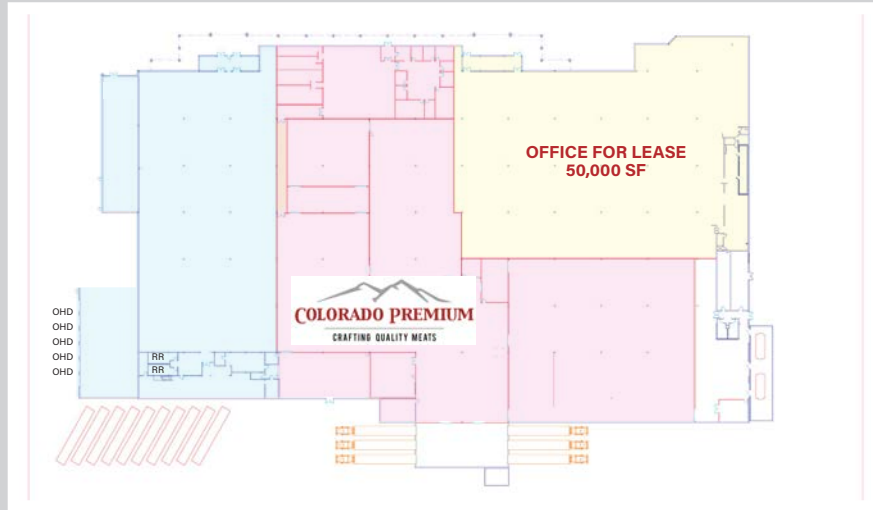 OFFICE FOR LEASE
50,000 SF
COLORADO PREMIUM
CRAFTING QUALITY MEATS
OHD
OHD
OHD
OHD
OHD
RR
RR